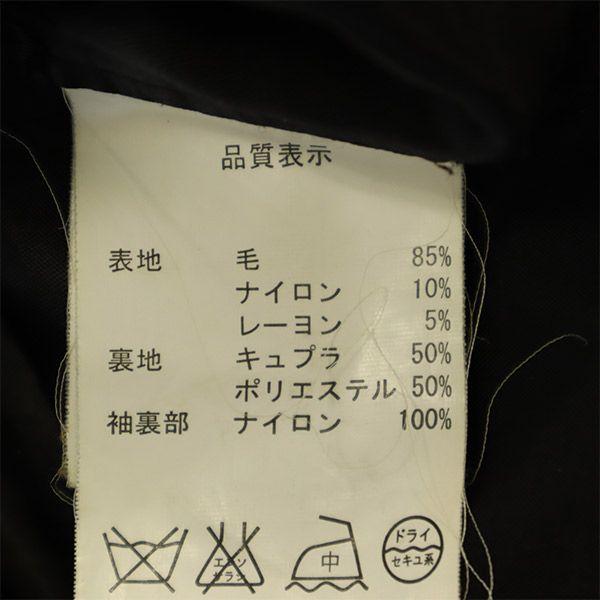 品質表示
表地 毛 85%
ナイロン 10%
レーヨン 5%
裏地 キュプラ 50%
ポリエステル 50%
袖裏部 ナイロン 100%
エンソ
サラシ
中
ドライ
セキユ系